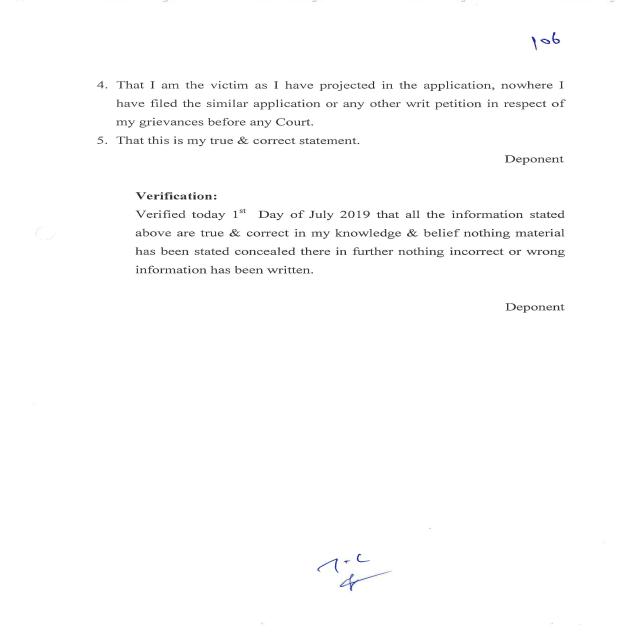 106
4. That I am the victim as I have projected in the application, nowhere I
have filed the similar application or any other writ petition in respect of
my grievances before any Court.
5. That this is my true & correct statement.
Deponent
Verification:
Verified today 1st Day of July 2019 that all the information stated
above are true & correct in my knowledge & belief nothing material
has been stated concealed there in further nothing incorrect or wrong
information has been written.
Deponent
T.C